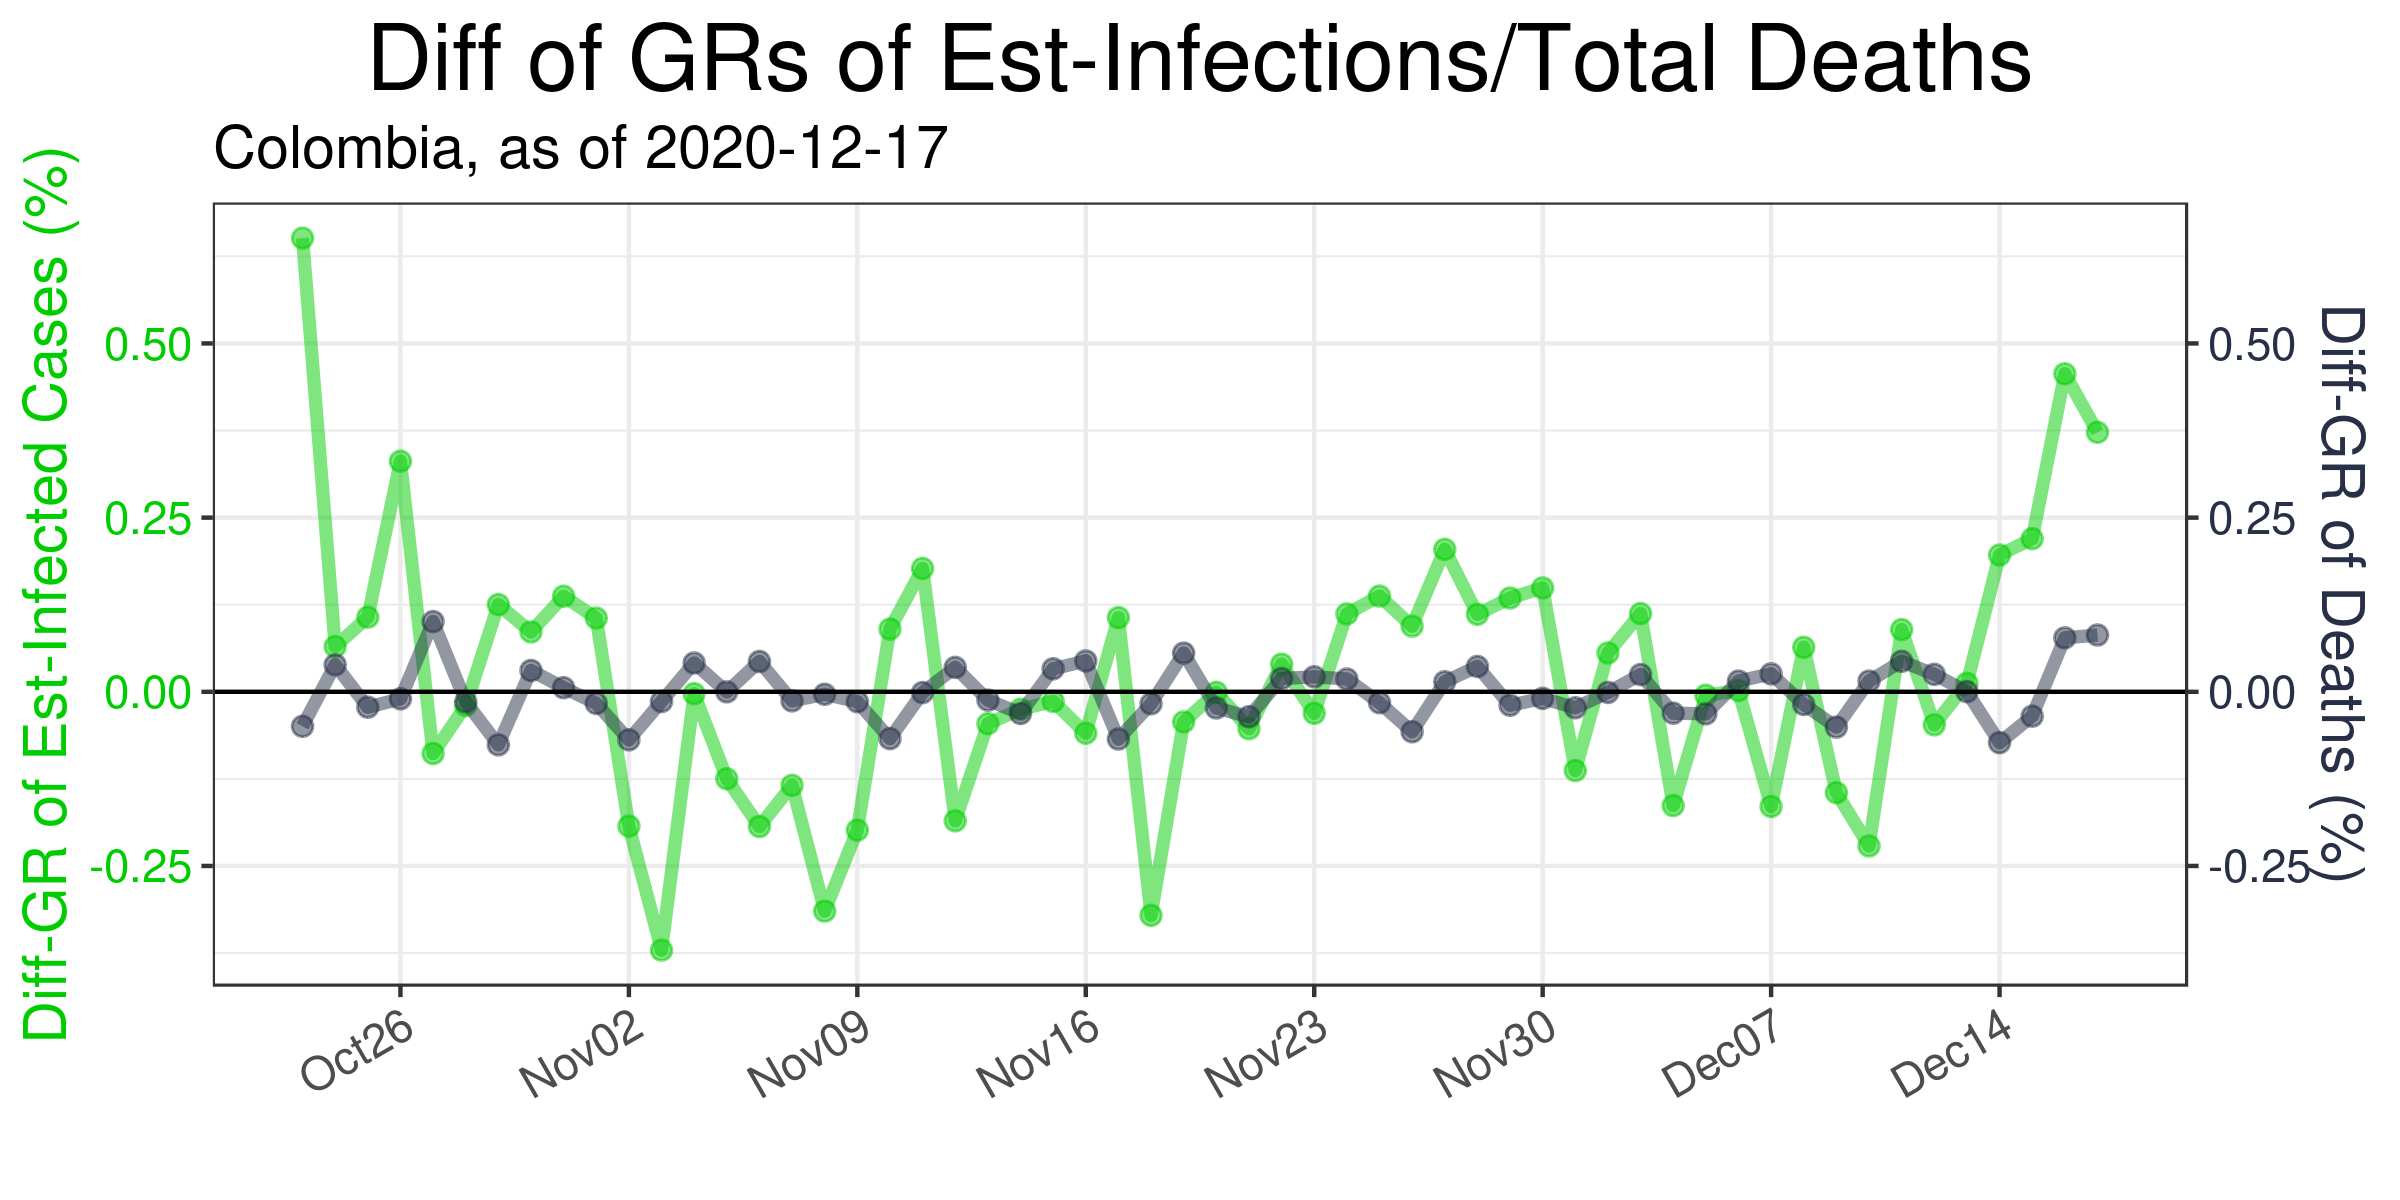 Diff of GRs of Est-Infections/Total Deaths
Colombia, as of 2020-12-17
Diff-GR of Est-Infected Cases (%)
0.50
0.25
0.00
-0.25
0.50
0.25
0.00
-0.25
Diff-GR of Deaths (%)
Oct26
Nov02
Nov09
Nov16
Nov23
Nov30
Dec07
Dec14